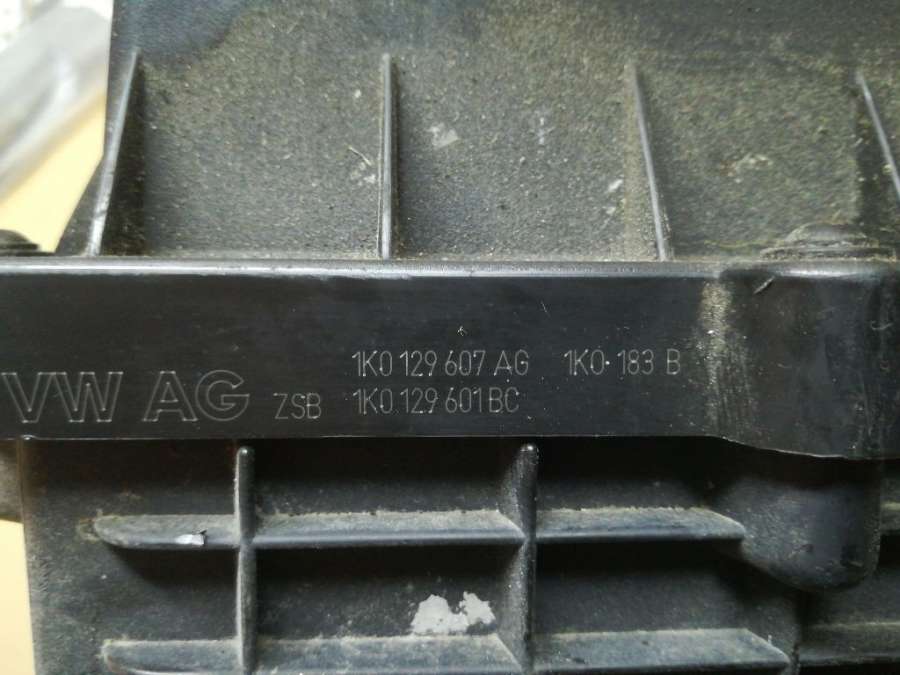 1K0 129 607 AG 1K0·183 B
VW AG ZSB 1K0 129 601 BC